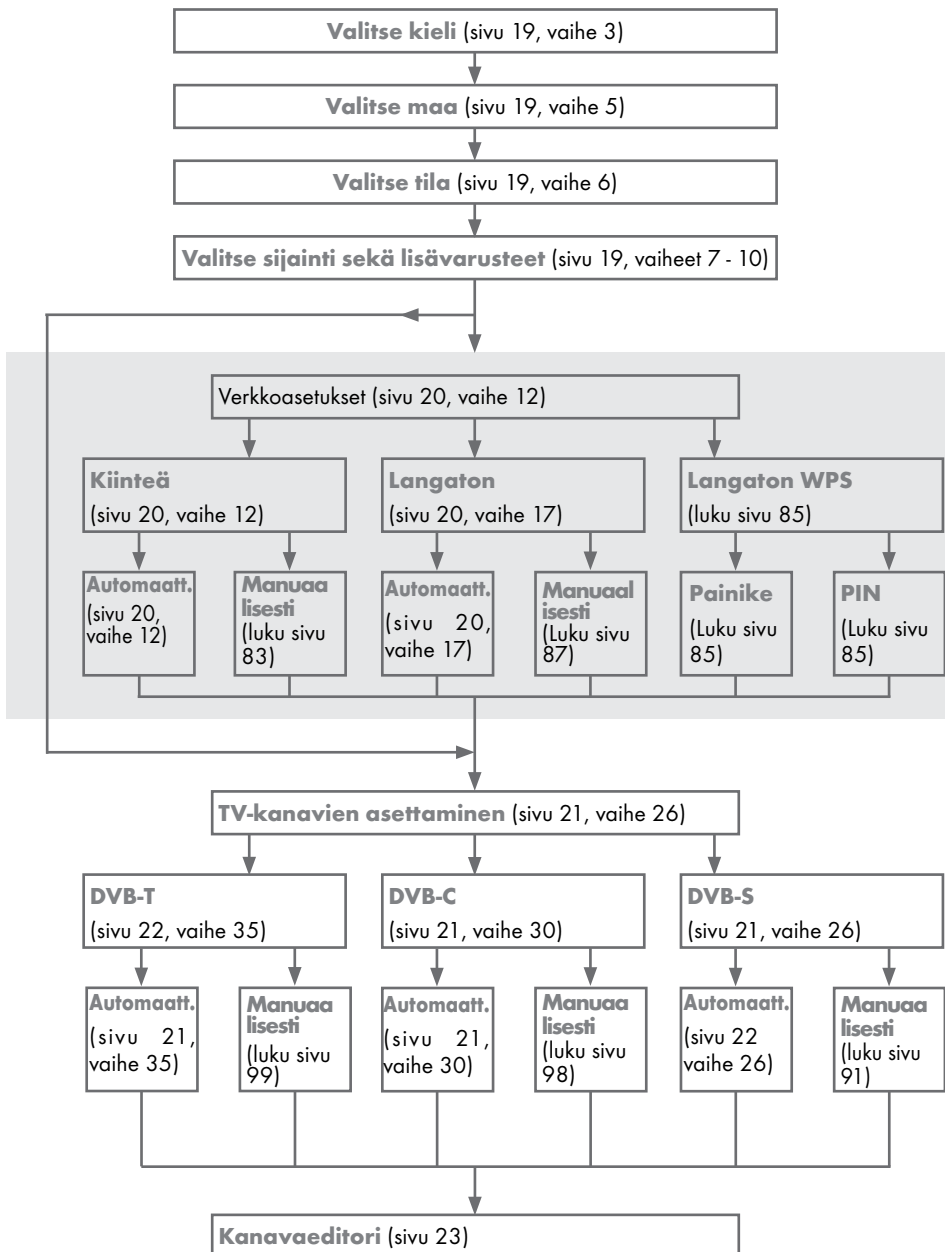 Valitse kieli (sivu 19, vaihe 3)
Valitse maa (sivu 19, vaihe 5)
Valitse tila (sivu 19, vaihe 6)
Valitse sijainti sekä lisävarusteet (sivu 19, vaiheet 7 - 10)
Verkkoasetukset (sivu 20, vaihe 12)
Kiinteä
(sivu 20, vaihe 12)
Langaton
(sivu 20, vaihe 17)
Langaton WPS
(luku sivu 85)
Automaatt.
(sivu 20,
vaihe 12)
Manuaa
lisesti
(luku sivu
83)
Automaatt.
(sivu 20,
vaihe 17)
Manuaal
isesti
(Luku sivu
87)
Painike
(Luku sivu
85)
PIN
(Luku sivu
85)
TV-kanavien asettaminen (sivu 21, vaihe 26)
DVB-T
(sivu 22, vaihe 35)
DVB-C
(sivu 21, vaihe 30)
DVB-S
(sivu 21, vaihe 26)
Automaatt.
(sivu 21,
vaihe 35)
Manuaa
lisesti
(luku sivu
99)
Automaatt.
(sivu 21,
vaihe 30)
Manuaa
lisesti
(luku sivu
98)
Automaatt.
(sivu 22
vaihe 26)
Manuaa
lisesti
(luku sivu
91)
Kanavaeditori (sivu 23)